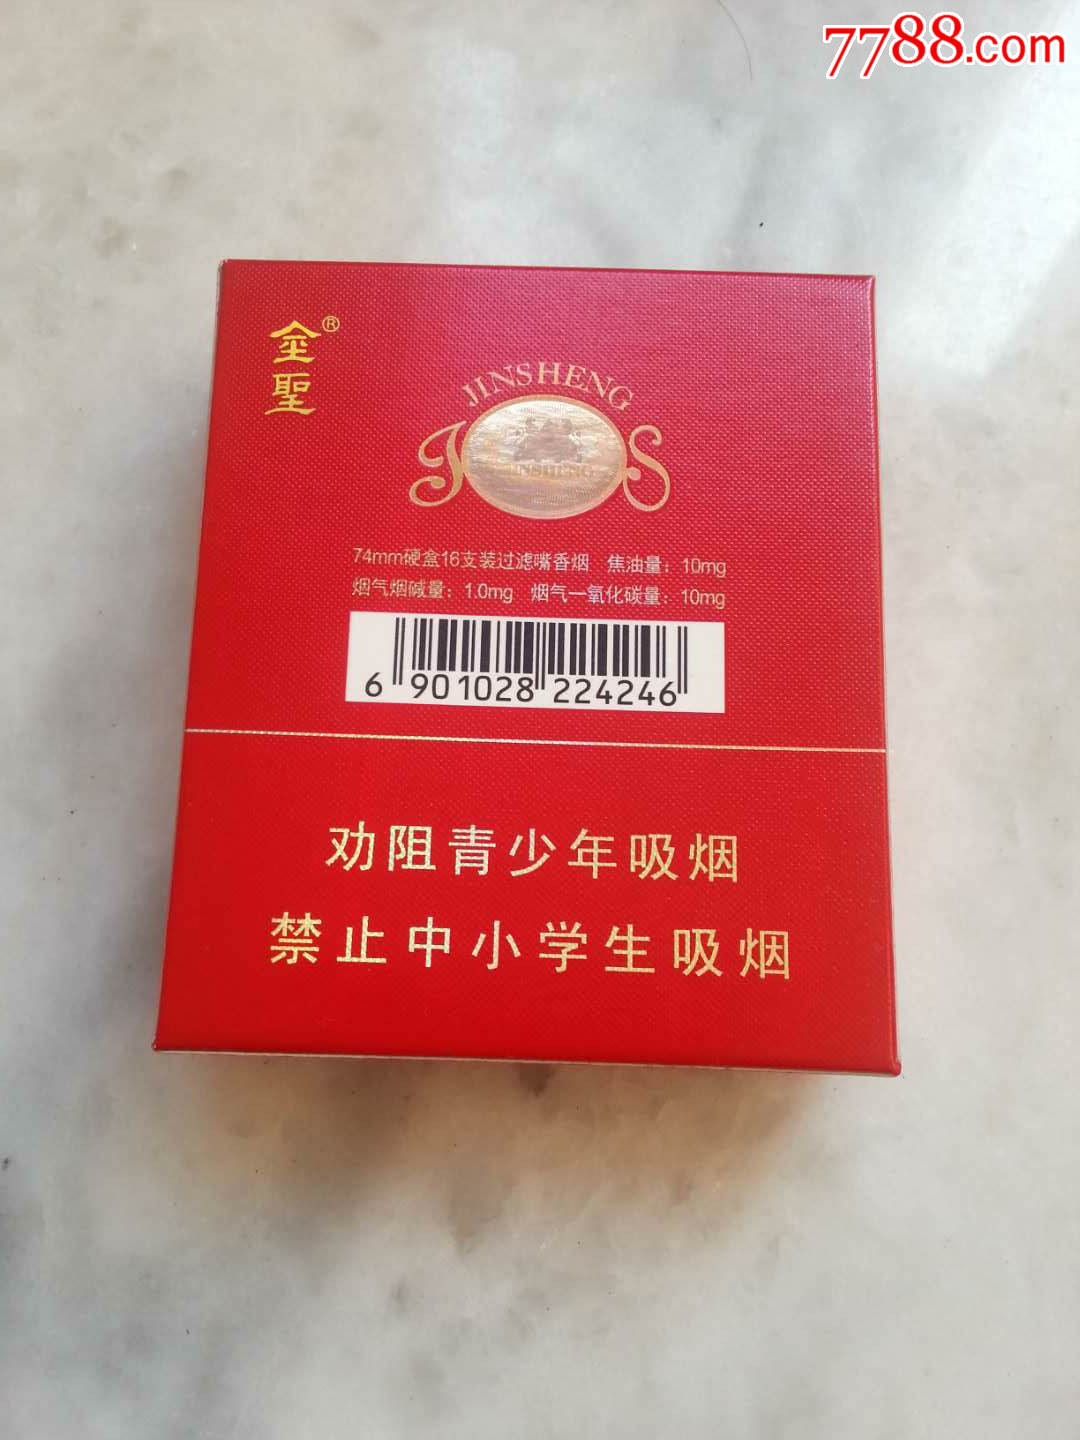 7788.com
金聖®
JINSHENG
J S
JINSHENG
74mm硬盒16支装过滤嘴香烟 焦油量：10mg
烟气烟碱量：1.0mg 烟气一氧化碳量：10mg
6 901028 224246
劝阻青少年吸烟
禁止中小学生吸烟